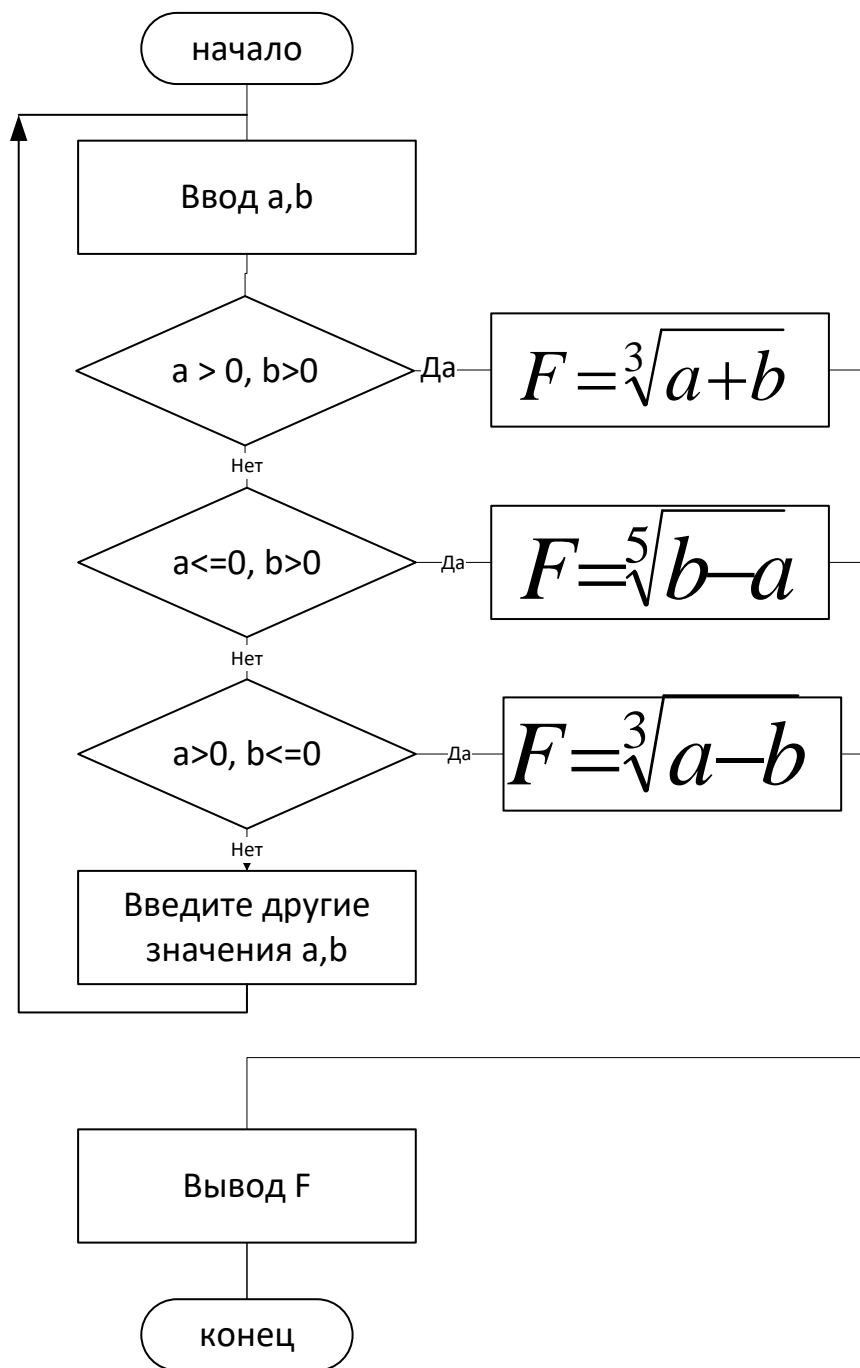 начало
Ввод a,b
a > 0, b>0
Да
F = ∛a+b
Нет
a<=0, b>0
Да
F=⁵√b−a
Нет
a>0, b<=0
Да
F=∛a−b
Нет
Введите другие
значения a,b
Вывод F
конец